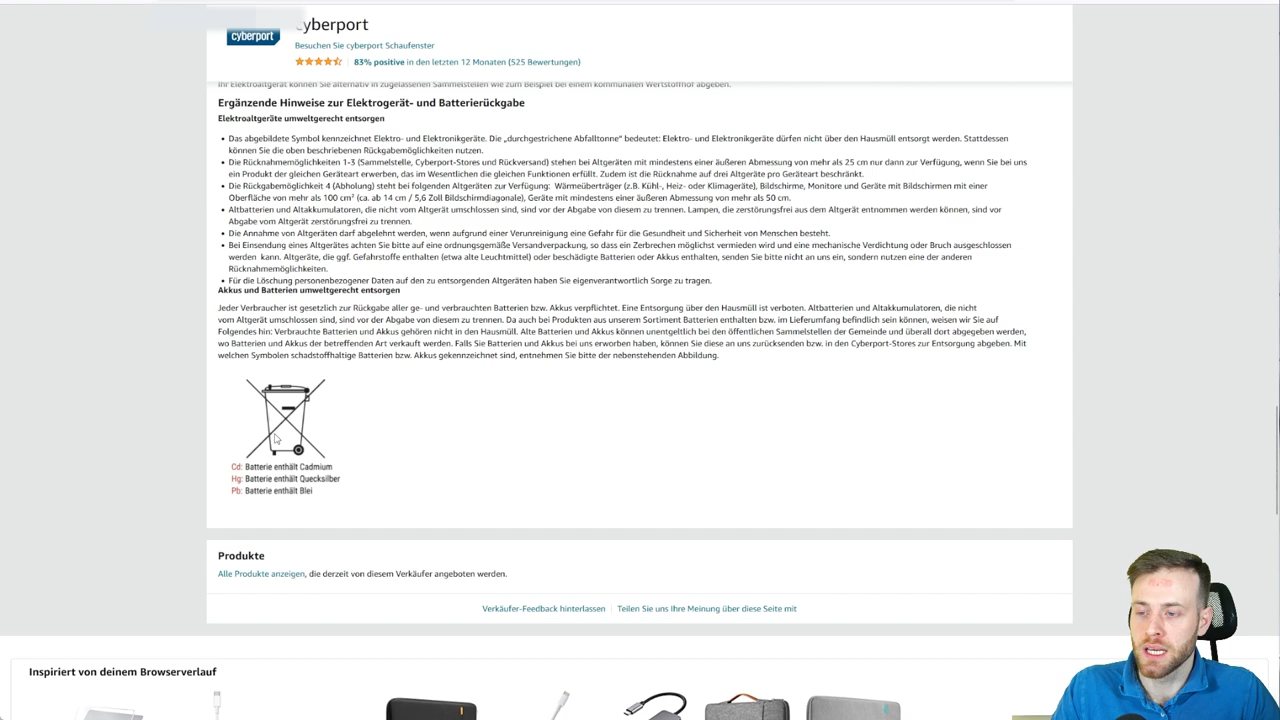 cyberport
cyberport
Besuchen Sie cyberport Schaufenster
83% positive in den letzten 12 Monaten (525 Bewertungen)
Ihr Elektroaltgerät können Sie alternativ in zugelassenen Sammelstellen wie zum Beispiel bei einem kommunalen Wertstoffhof abgeben.
Ergänzende Hinweise zur Elektrogerät- und Batterierückgabe
Elektroaltgeräte umweltgerecht entsorgen
• Das abgebildete Symbol kennzeichnet Elektro- und Elektronikgeräte. Die „durchgestrichene Abfalltonne“ bedeutet: Elektro- und Elektronikgeräte dürfen nicht über den Hausmüll entsorgt werden. Stattdessen
können Sie die oben beschriebenen Rückgabemöglichkeiten nutzen.
• Die Rücknahmemöglichkeiten 1-3 (Sammelstelle, Cyberport-Stores und Rückversand) stehen bei Altgeräten mit mindestens einer äußeren Abmessung von mehr als 25 cm nur dann zur Verfügung, wenn Sie bei uns
ein Produkt der gleichen Geräteart erwerben, das im Wesentlichen die gleichen Funktionen erfüllt. Zudem ist die Rücknahme auf drei Altgeräte pro Geräteart beschränkt.
• Die Rückgabemöglichkeit 4 (Abholung) steht bei folgenden Altgeräten zur Verfügung: Wärmeüberträger (z.B. Kühl-, Heiz- oder Klimageräte), Bildschirme, Monitore und Geräte mit Bildschirmen mit einer
Oberfläche von mehr als 100 cm² (ca. ab 14 cm / 5,6 Zoll Bildschirmdiagonale), Geräte mit mindestens einer äußeren Abmessung von mehr als 50 cm.
• Altbatterien und Altakkumulatoren, die nicht vom Altgerät umschlossen sind, sind vor der Abgabe von diesem zu trennen. Lampen, die zerstörungsfrei aus dem Altgerät entnommen werden können, sind vor
Abgabe vom Altgerät zerstörungsfrei zu trennen.
• Die Annahme von Altgeräten darf abgelehnt werden, wenn aufgrund einer Verunreinigung eine Gefahr für die Gesundheit und Sicherheit von Menschen besteht.
• Bei Einsendung eines Altgerätes achten Sie bitte auf eine ordnungsgemäße Versandverpackung, so dass ein Zerbrechen möglichst vermieden wird und eine mechanische Verdichtung oder Bruch ausgeschlossen
werden kann. Altgeräte, die ggf. Gefahrstoffe enthalten (etwa alte Leuchtmittel) oder beschädigte Batterien oder Akkus enthalten, senden Sie bitte nicht an uns ein, sondern nutzen eine der anderen
Rücknahmemöglichkeiten.
• Für die Löschung personenbezogener Daten auf den zu entsorgenden Altgeräten haben Sie eigenverantwortlich Sorge zu tragen.
Akkus und Batterien umweltgerecht entsorgen
Jeder Verbraucher ist gesetzlich zur Rückgabe aller ge- und verbrauchten Batterien bzw. Akkus verpflichtet. Eine Entsorgung über den Hausmüll ist verboten. Altbatterien und Altakkumulatoren, die nicht
vom Altgerät umschlossen sind, sind vor der Abgabe von diesem zu trennen. Da auch bei Produkten aus unserem Sortiment Batterien enthalten bzw. im Lieferumfang befindlich sein können, weisen wir Sie auf
Folgendes hin: Verbrauchte Batterien und Akkus gehören nicht in den Hausmüll. Alte Batterien und Akkus können unentgeltlich bei den öffentlichen Sammelstellen der Gemeinde und überall dort abgegeben werden,
wo Batterien und Akkus der betreffenden Art verkauft werden. Falls Sie Batterien und Akkus bei uns erworben haben, können Sie diese an uns zurücksenden bzw. in den Cyberport-Stores zur Entsorgung abgeben. Mit
welchen Symbolen schadstoffhaltige Batterien bzw. Akkus gekennzeichnet sind, entnehmen Sie bitte der nebenstehenden Abbildung.
Cd: Batterie enthält Cadmium
Hg: Batterie enthält Quecksilber
Pb: Batterie enthält Blei
Produkte
Alle Produkte anzeigen, die derzeit von diesem Verkäufer angeboten werden.
Verkäufer-Feedback hinterlassen | Teilen Sie uns Ihre Meinung über diese Seite mit
Inspiriert von deinem Browserverlauf